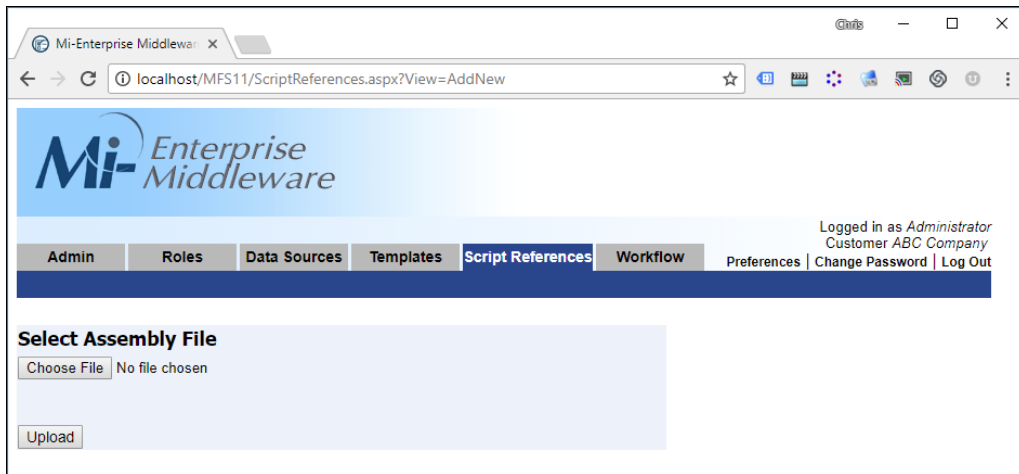 Chris
Mi-Enterprise Middlewar
localhost/MFS11/ScriptReferences.aspx?View=AddNew
Mi- Enterprise
Middleware
Logged in as Administrator
Customer ABC Company
Admin Roles Data Sources Templates Script References Workflow Preferences | Change Password | Log Out
Select Assembly File
Choose File No file chosen
Upload